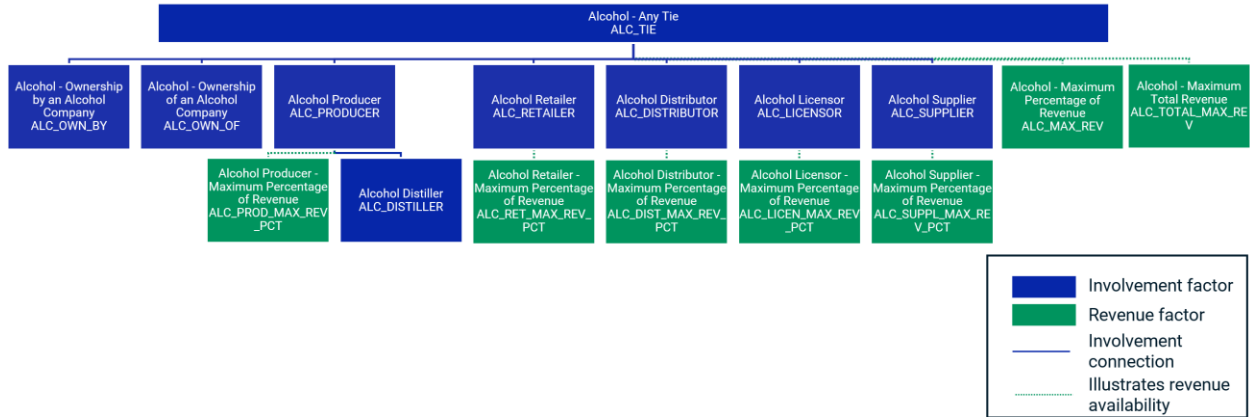 Alcohol - Any Tie
ALC_TIE
Alcohol - Ownership
by an Alcohol
Company
ALC_OWN_BY
Alcohol - Ownership
of an Alcohol
Company
ALC_OWN_OF
Alcohol Producer
ALC_PRODUCER
Alcohol Retailer
ALC_RETAILER
Alcohol Distributor
ALC_DISTRIBUTOR
Alcohol Licensor
ALC_LICENSOR
Alcohol Supplier
ALC_SUPPLIER
Alcohol - Maximum
Percentage of
Revenue
ALC_MAX_REV
Alcohol - Maximum
Total Revenue
ALC_TOTAL_MAX_RE
V
Alcohol Producer -
Maximum Percentage
of Revenue
ALC_PROD_MAX_REV
_PCT
Alcohol Distiller
ALC_DISTILLER
Alcohol Retailer -
Maximum Percentage
of Revenue
ALC_RET_MAX_REV_
PCT
Alcohol Distributor
- Maximum Percentage
of Revenue
ALC_DIST_MAX_REV_
PCT
Alcohol Licensor -
Maximum Percentage
of Revenue
ALC_LICEN_MAX_REV
_PCT
Alcohol Supplier -
Maximum Percentage
of Revenue
ALC_SUPPL_MAX_RE
V_PCT
Involvement factor
Revenue factor
Involvement
connection
Illustrates revenue
availability